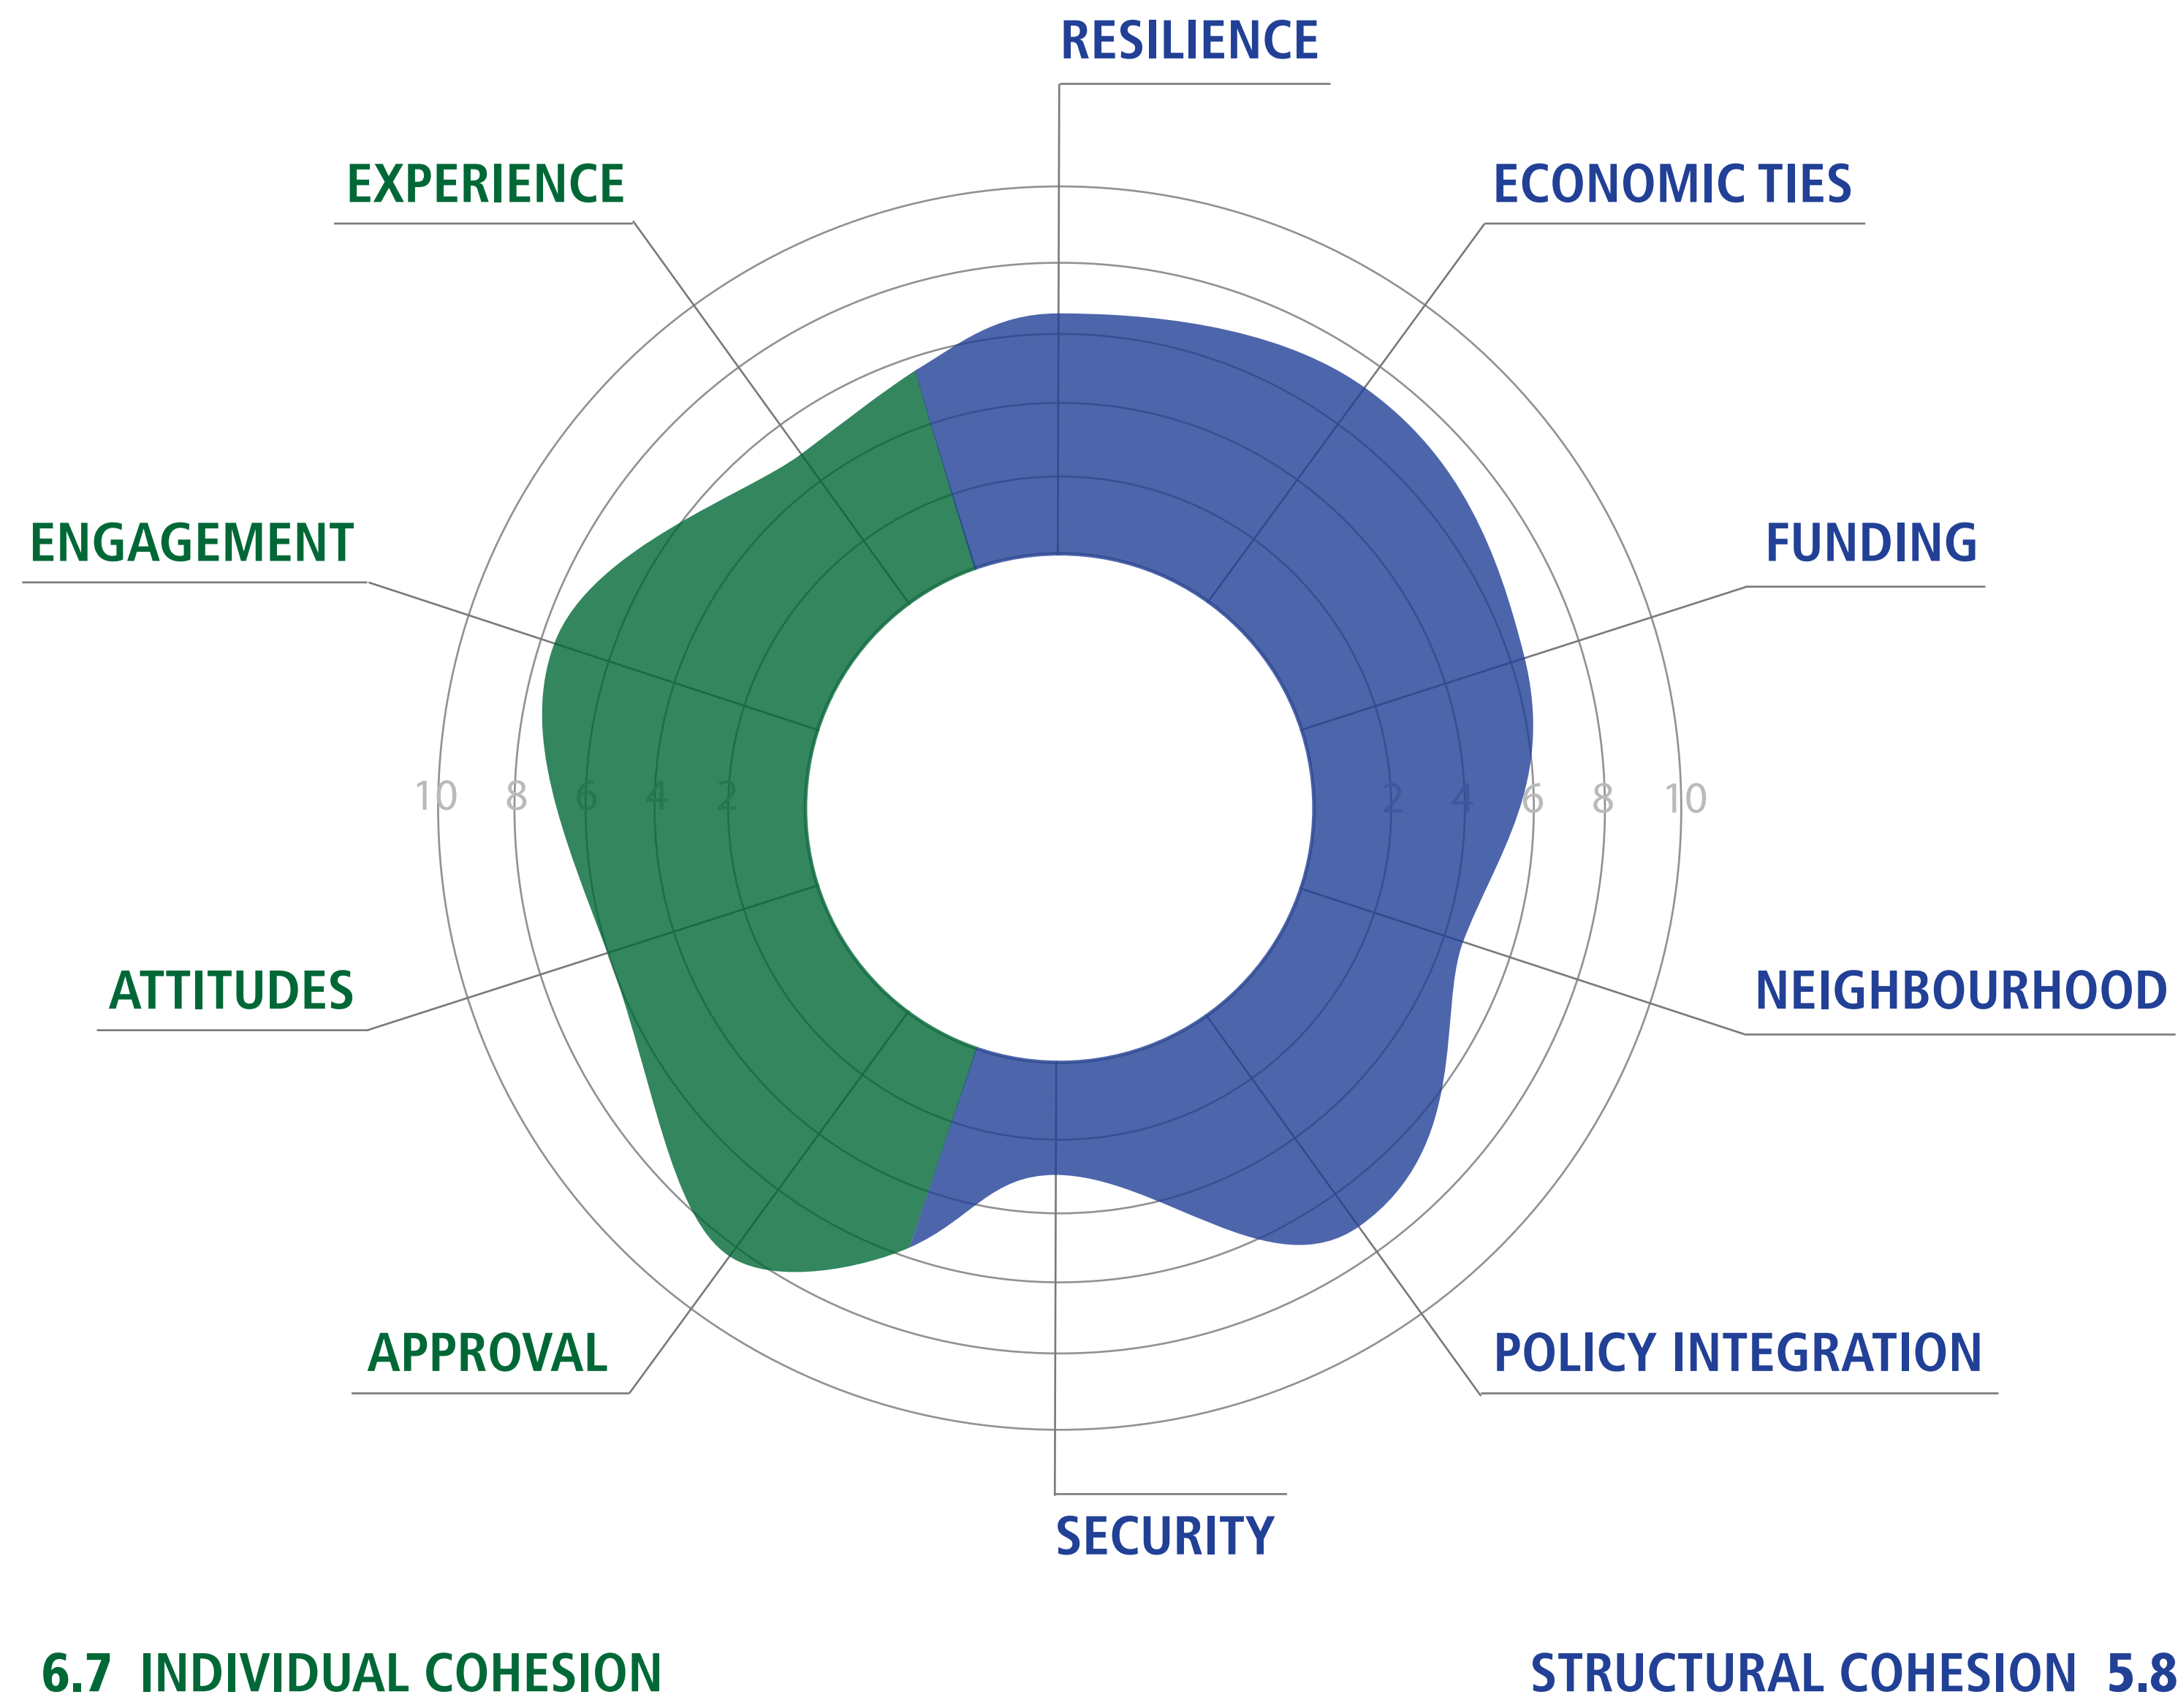 RESILIENCE
EXPERIENCE
ECONOMIC TIES
ENGAGEMENT
FUNDING
10 8 6 4 2 2 4 6 8 10
ATTITUDES
NEIGHBOURHOOD
APPROVAL
POLICY INTEGRATION
SECURITY
6.7 INDIVIDUAL COHESION
STRUCTURAL COHESION 5.8